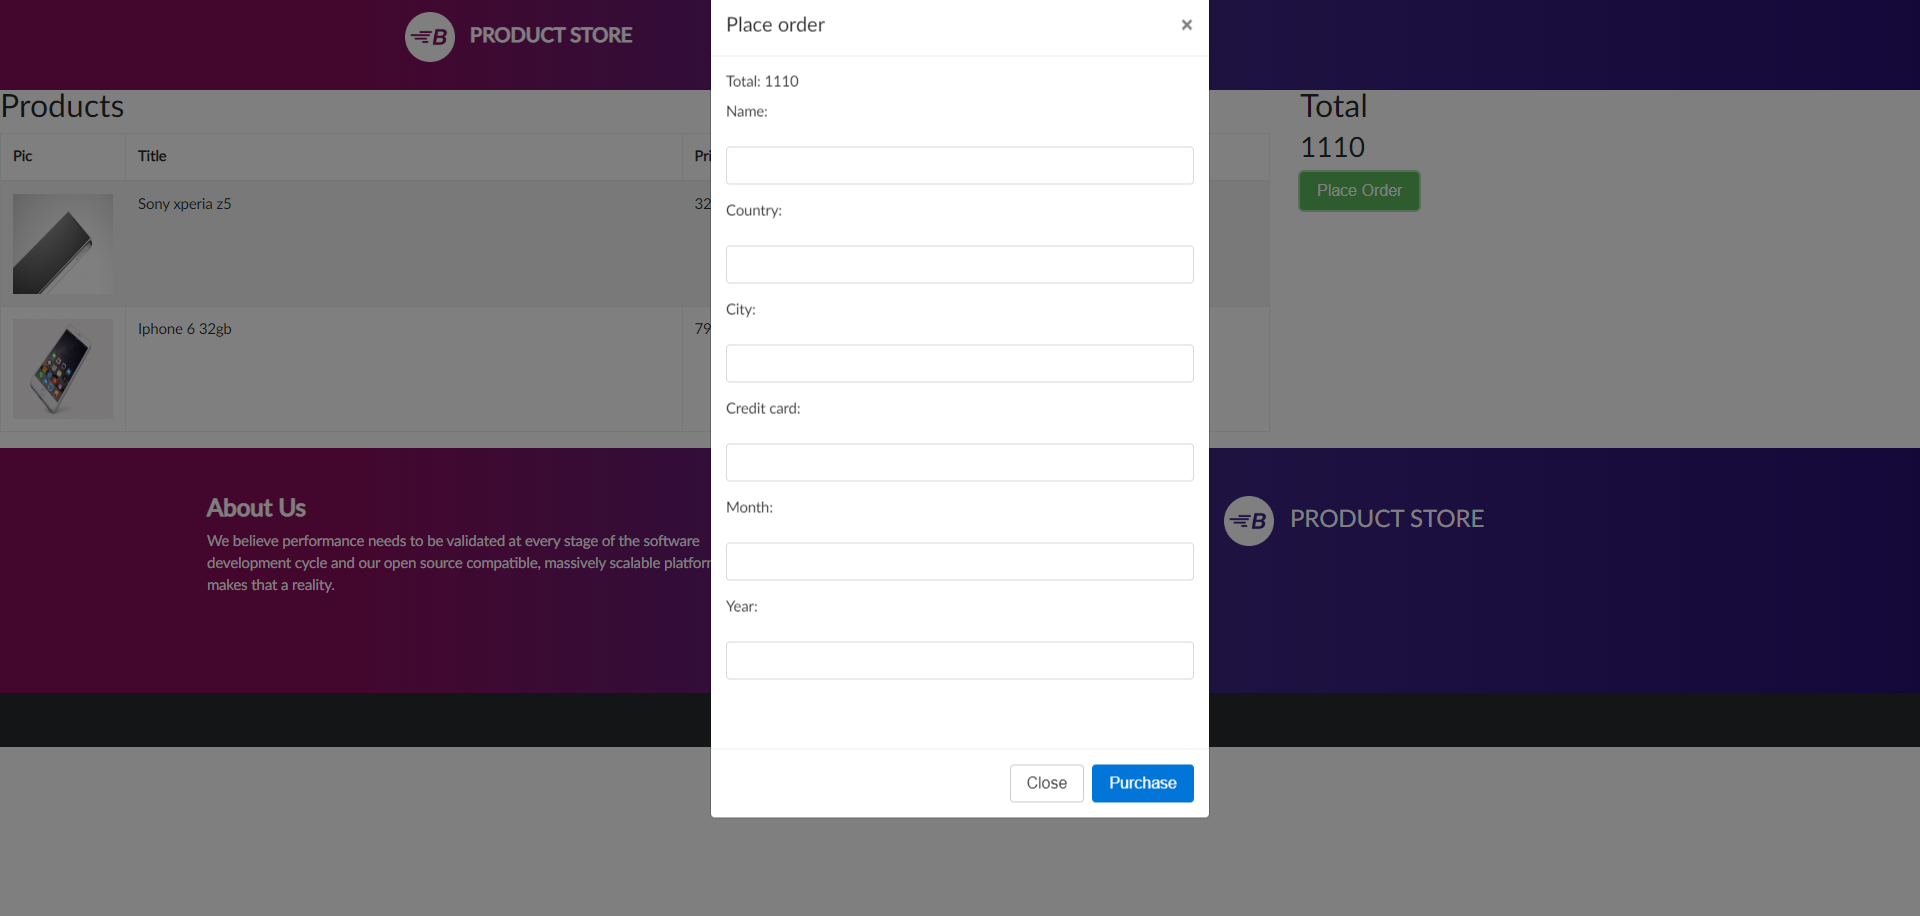 B PRODUCT STORE
Place order ×
Total: 1110
Name:
Country:
City:
Credit card:
Month:
Year:
Close Purchase
Products
Pic Title Pri
Sony xperia z5 32
Iphone 6 32gb 79
Total
1110
Place Order
About Us
We believe performance needs to be validated at every stage of the software
development cycle and our open source compatible, massively scalable platfor
makes that a reality.
B PRODUCT STORE